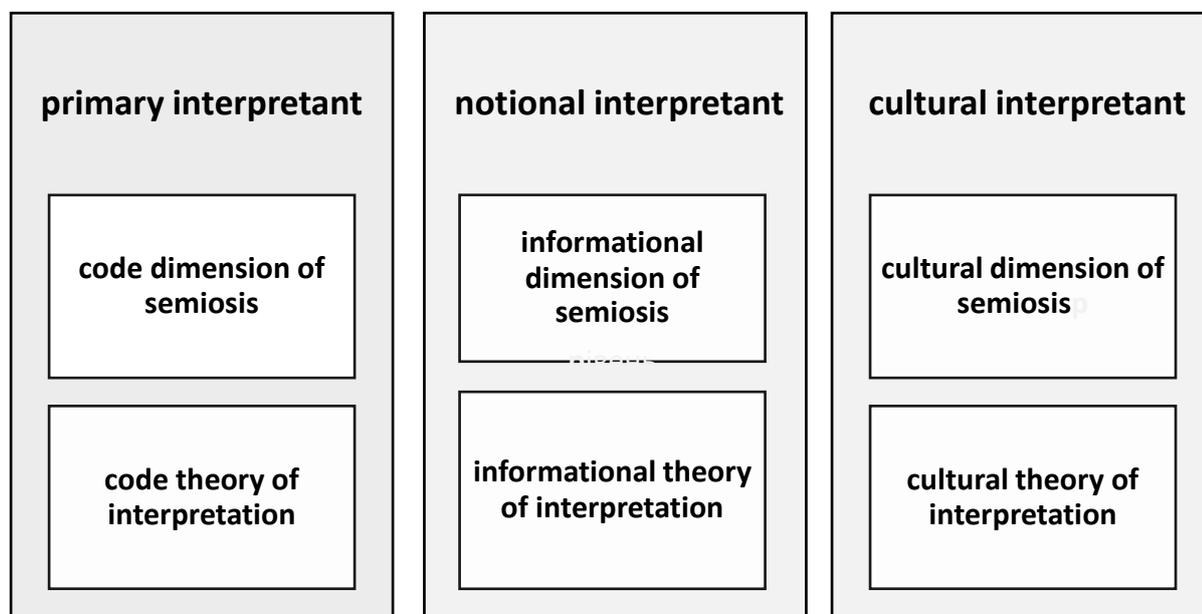 primary interpretant
code dimension of
semiosis
code theory of
interpretation
notional interpretant
informational
dimension of
semiosis
informational theory
of interpretation
cultural interpretant
cultural dimension of
semiosis
cultural theory of
interpretation